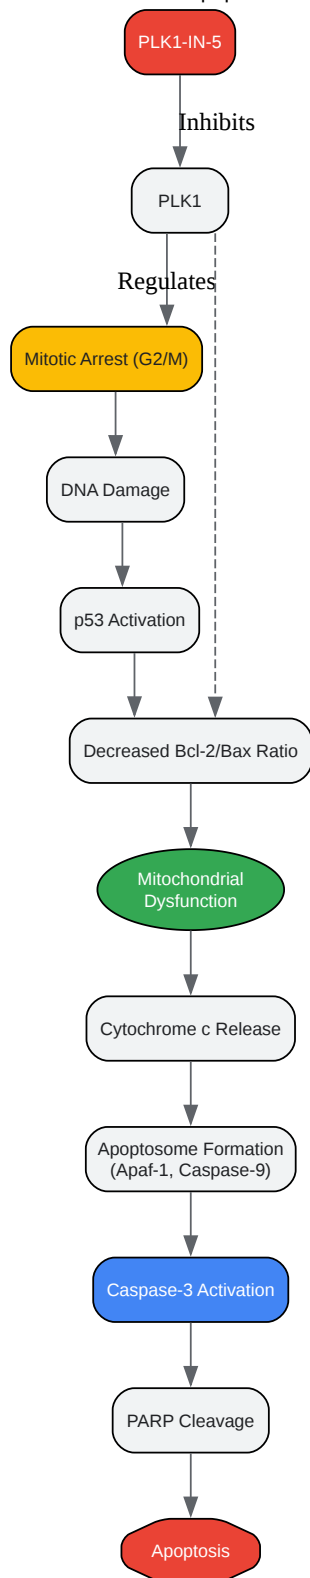 PLK1-IN-5
Inhibits
PLK1
Regulates
Mitotic Arrest (G2/M)
DNA Damage
p53 Activation
Decreased Bcl-2/Bax Ratio
Mitochondrial
Dysfunction
Cytochrome c Release
Apoptosome Formation
(Apaf-1, Caspase-9)
Caspase-3 Activation
PARP Cleavage
Apoptosis